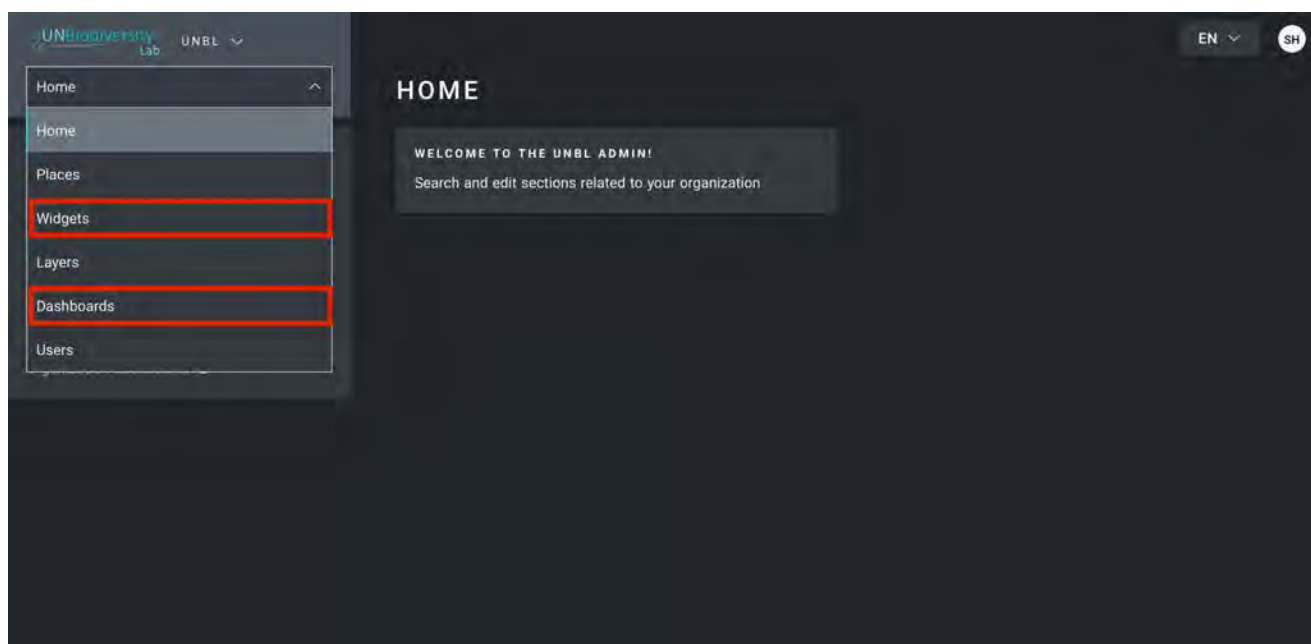 UNBiodiversity
Lab
UNBL
EN
SH
Home
HOME
Home
WELCOME TO THE UNBL ADMIN!
Places
Search and edit sections related to your organization
Widgets
Layers
Dashboards
Users